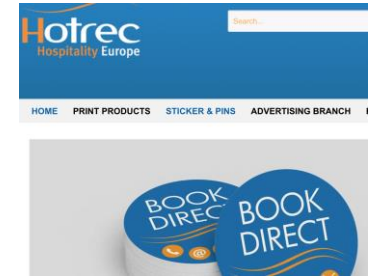 Hotrec
Hospitality Europe
Search...
HOME PRINT PRODUCTS STICKER & PINS ADVERTISING BRANCH
BOOK
DIRECT
BOOK
DIRECT